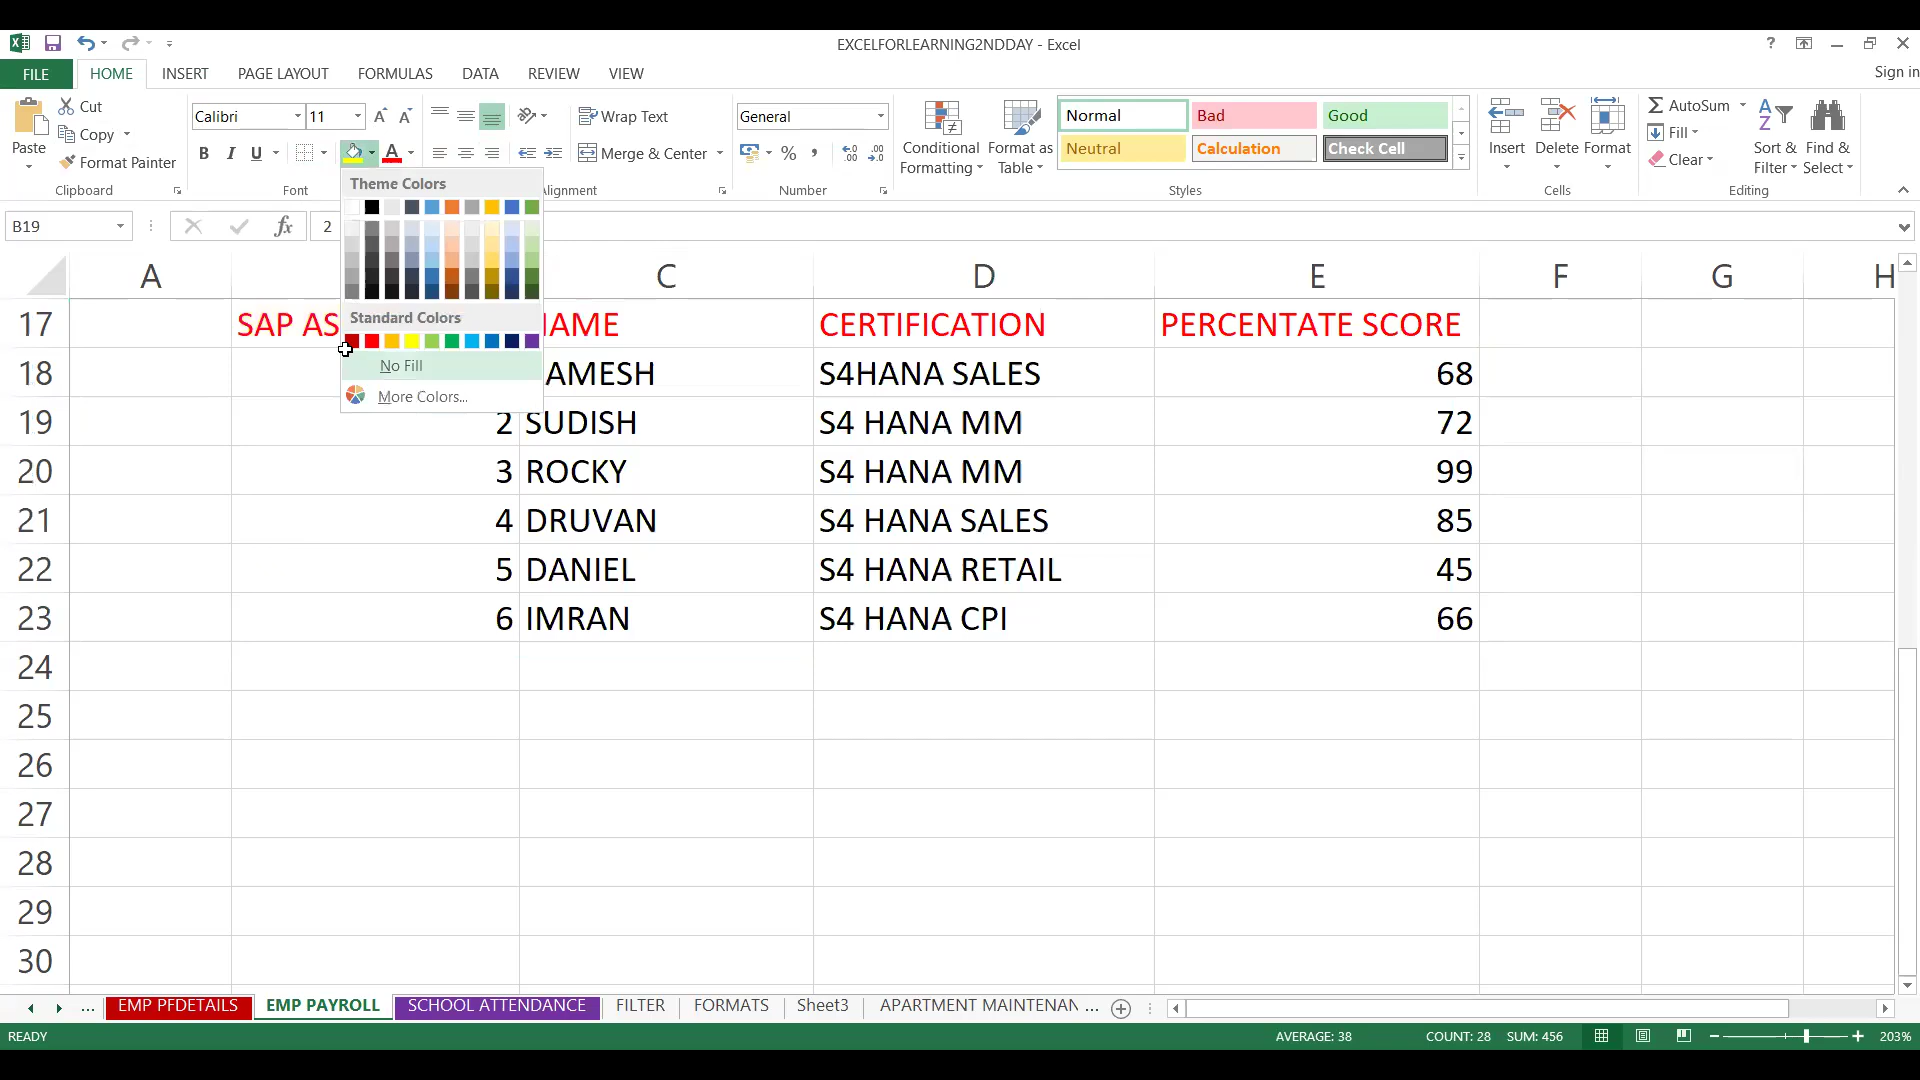 EXCELFORLEARNING2NDDAY - Excel
?
Sign in
FILE HOME INSERT PAGE LAYOUT FORMULAS DATA REVIEW VIEW
Paste
Cut
Copy
Format Painter
Clipboard
Calibri 11
B I U
Font
Wrap Text
Merge & Center
Alignment
General
%
Number
Conditional Formatting
Format as Table
Normal Bad Good
Neutral Calculation Check Cell
Styles
Insert Delete Format
Cells
AutoSum
Fill
Clear
Sort & Filter
Find & Select
Editing
B19 fx 2
Theme Colors
Standard Colors
No Fill
More Colors...
A C D E F G H
17 SAP AS AME CERTIFICATION PERCENTATE SCORE
18 AMESH S4HANA SALES 68
19 2 SUDISH S4 HANA MM 72
20 3 ROCKY S4 HANA MM 99
21 4 DRUVAN S4 HANA SALES 85
22 5 DANIEL S4 HANA RETAIL 45
23 6 IMRAN S4 HANA CPI 66
24
25
26
27
28
29
30
... EMP PFDETAILS EMP PAYROLL SCHOOL ATTENDANCE FILTER FORMATS Sheet3 APARTMENT MAINTENAN ...
READY AVERAGE: 38 COUNT: 28 SUM: 456 203%